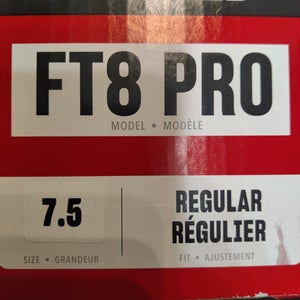 FT8 PRO
MODEL • MODÈLE
7.5
SIZE • GRANDEUR
REGULAR
RÉGULIER
FIT • AJUSTEMENT